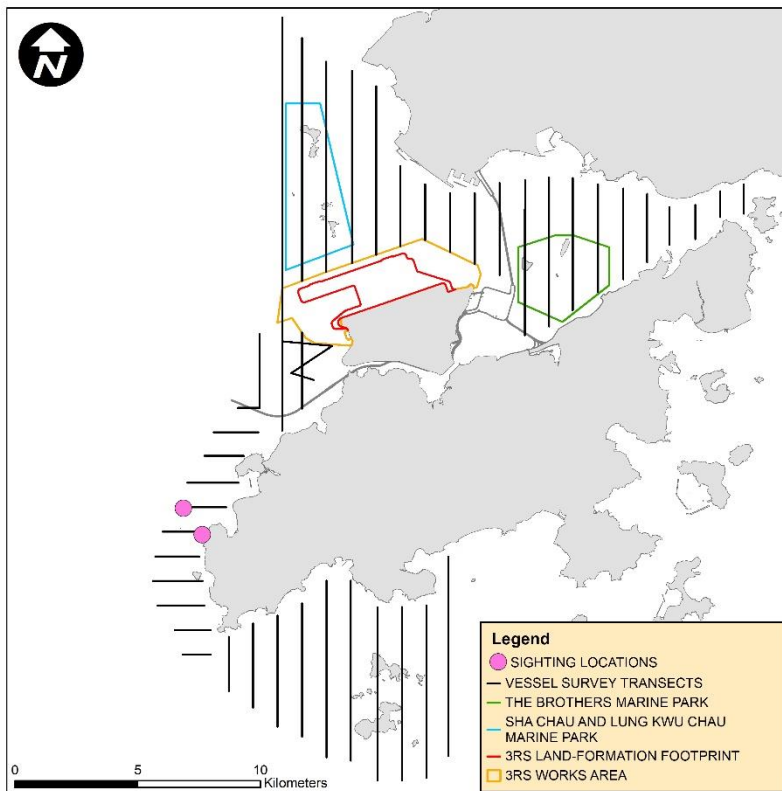 N
Legend
SIGHTING LOCATIONS
VESSEL SURVEY TRANSECTS
THE BROTHERS MARINE PARK
SHA CHAU AND LUNG KWU CHAU
MARINE PARK
3RS LAND-FORMATION FOOTPRINT
3RS WORKS AREA
0 5 10
Kilometers